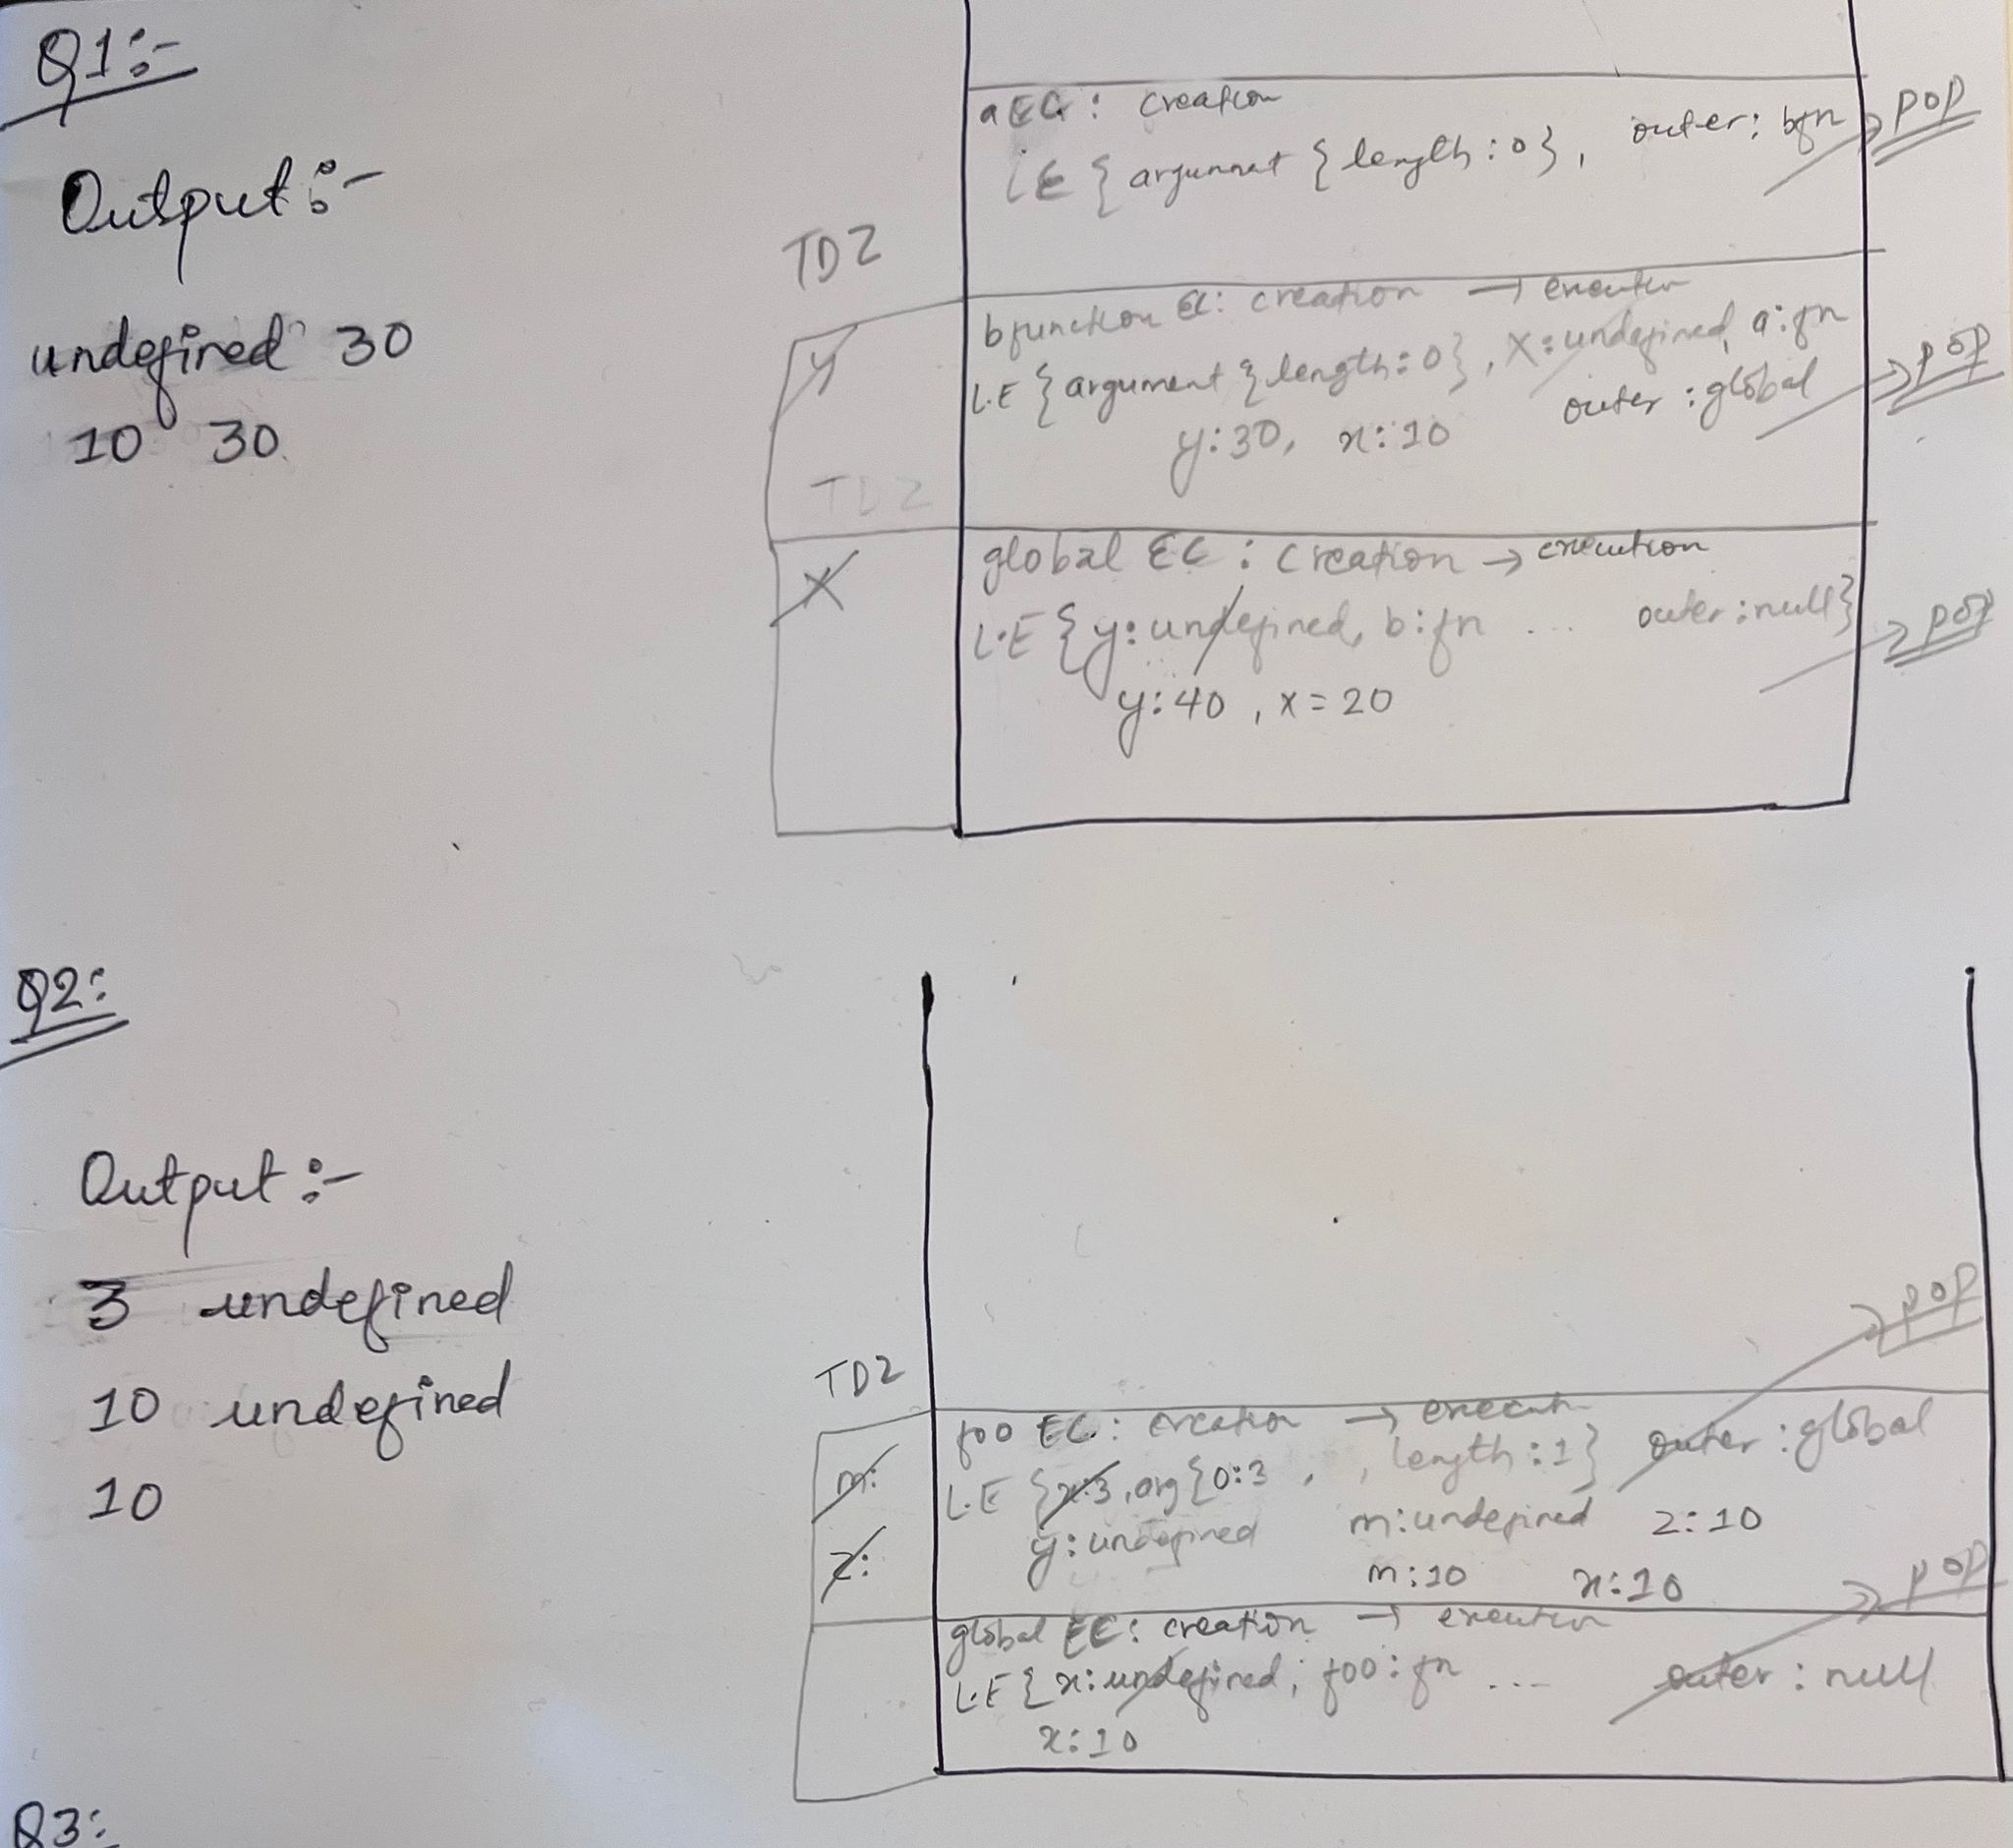 Q1:-
Output:-
undefined 30
10 30
TDZ
y
TDZ
X
aEC: creation
LE { argumnat { length:0}, outer: bfn
pop
bfunction EC: creation → execution
L.E {argument {length:0}, X:undefined, a:fn
outer :global
pop
y:30, x:10
global EC : creation → execution
L.E {y:undefined, b:fn ... outer:null}
pop
y:40 , x=20
Q2:
Output :-
3 undefined
10 undefined
10
TDZ
m:
z:
pop
foo EC: creation → execution
L.E {x:3, arg{0:3 , , length:1} outer:global
y:undefined m:undefined z:10
m:10 x:10
pop
global EC: creation → execution
L.E { x:undefined, foo:fn ... outer : null
x:10
Q3: